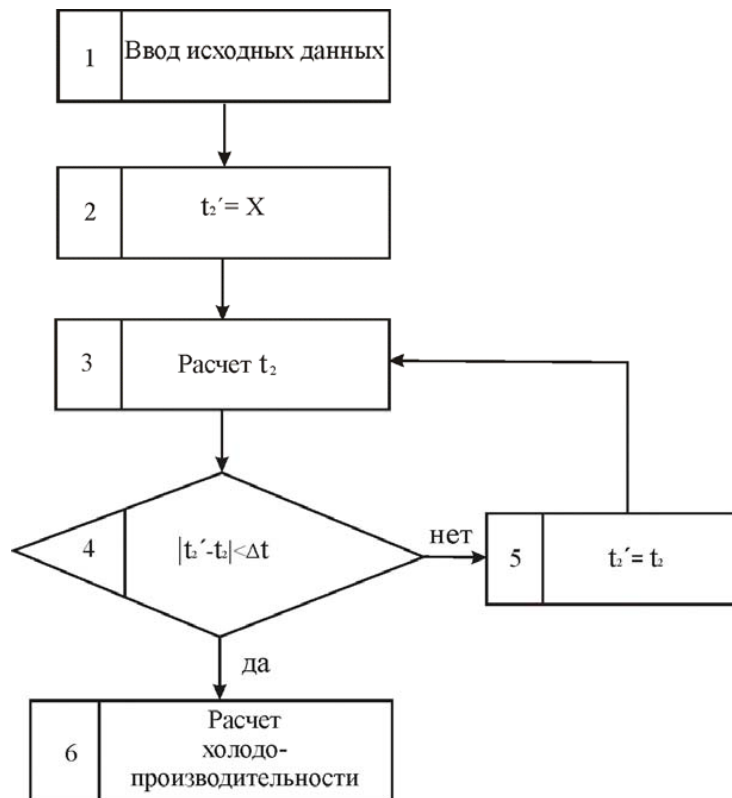 1
Ввод исходных данных
2
t₂´= X
3
Расчет t₂
4
|t₂´-t₂|<Δt
нет
5
t₂´= t₂
да
6
Расчет
холодо-
производительности